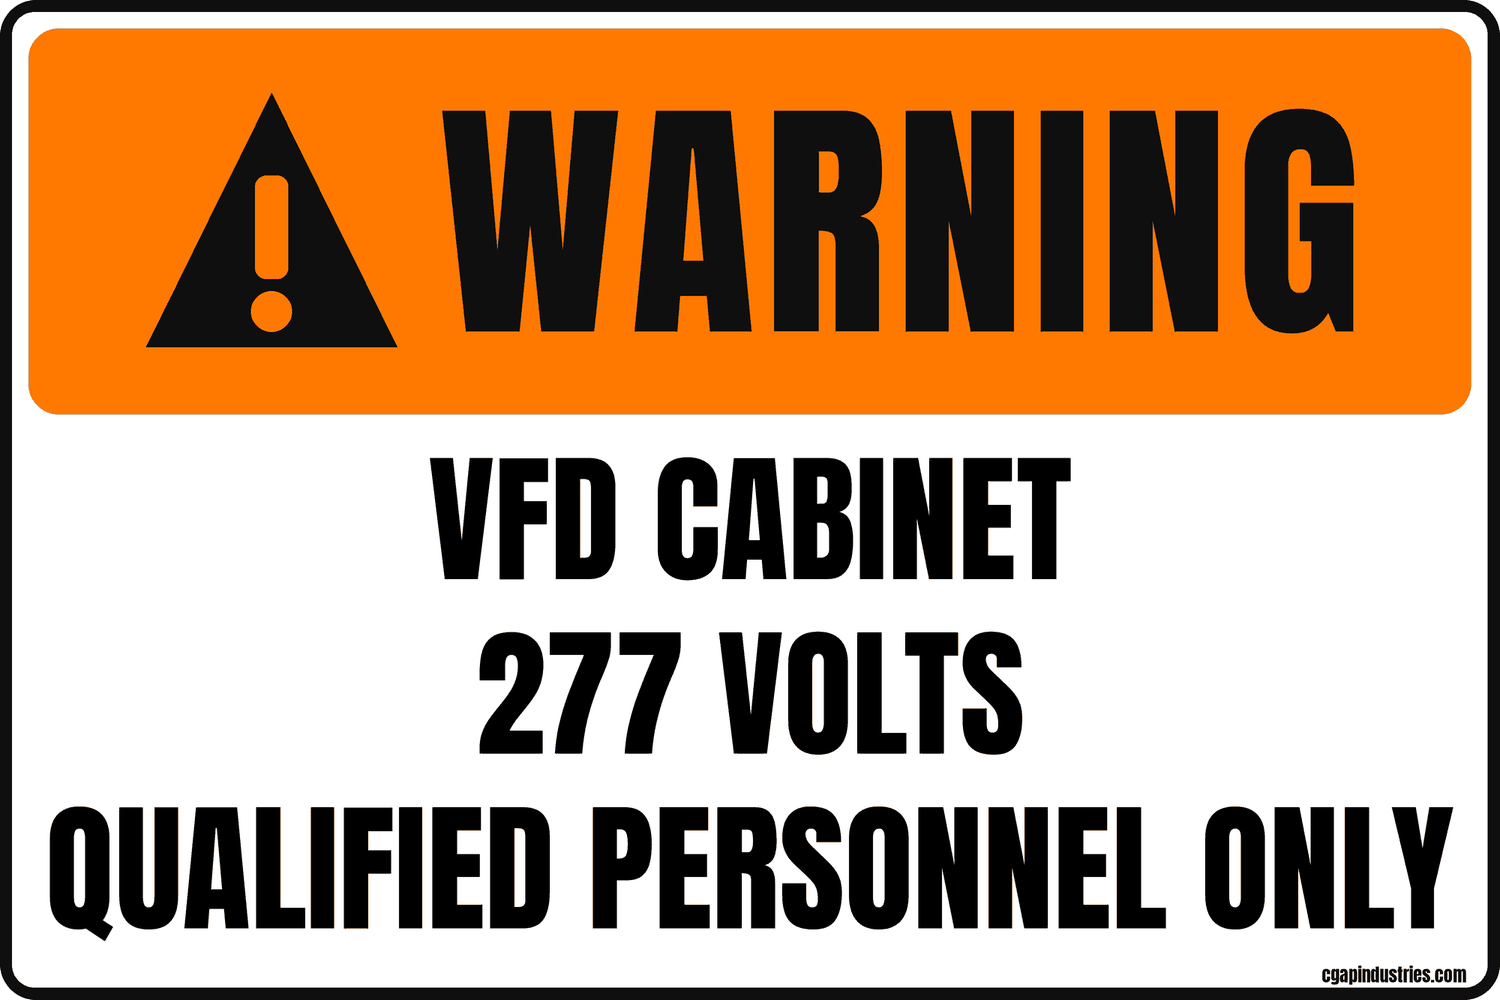 WARNING
VFD CABINET
277 VOLTS
QUALIFIED PERSONNEL ONLY
cgapindustries.com